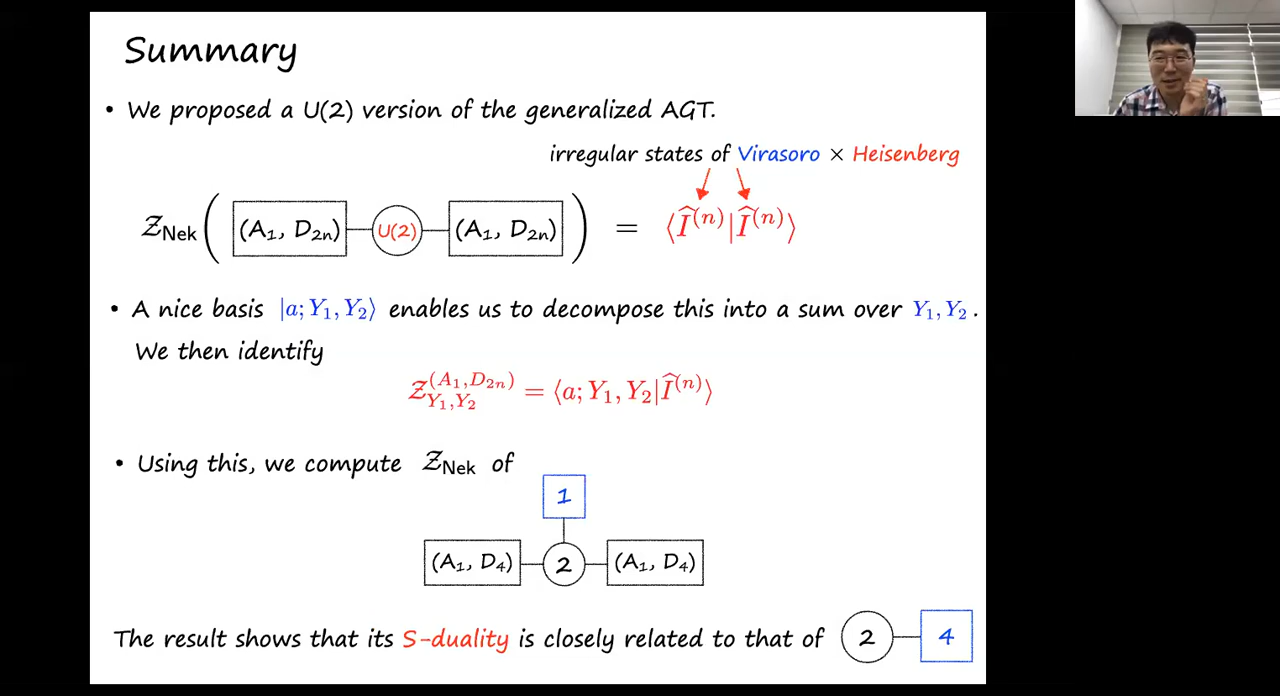 Summary
• We proposed a U(2) version of the generalized AGT.
irregular states of Virasoro × Heisenberg
𝒵_Nek ( (A₁, D₂ₙ) U(2) (A₁, D₂ₙ) ) = ⟨Î⁽ⁿ⁾|Î⁽ⁿ⁾⟩
• A nice basis |a; Y₁, Y₂⟩ enables us to decompose this into a sum over Y₁, Y₂.
We then identify
𝒵_{Y₁,Y₂}^{(A₁,D₂ₙ)} = ⟨a; Y₁, Y₂|Î⁽ⁿ⁾⟩
• Using this, we compute 𝒵_Nek of
1
(A₁, D₄) 2 (A₁, D₄)
The result shows that its S-duality is closely related to that of 2 4